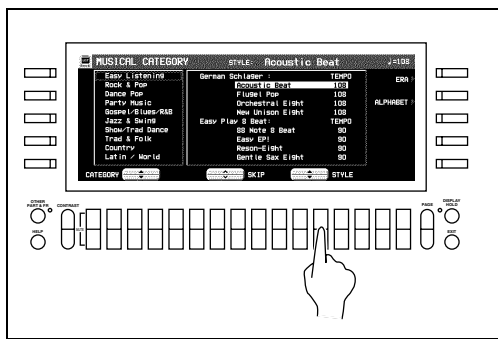 MUSICAL CATEGORY STYLE: Acoustic Beat ♩=108
Easy Listening
Rock & Pop
Dance Pop
Party Music
Gospel/Blues/R&B
Jazz & Swing
Show/Trad Dance
Trad & Folk
Country
Latin / World
German Schlager : TEMPO
Acoustic Beat 108
Flugel Pop 108
Orchestral Eight 108
New Unison Eight 108
Easy Play 8 Beat : TEMPO
88 Note 8 Beat 90
Easy EP! 90
Reson-Eight 90
Gentle Sax Eight 90
ERA
ALPHABET
CATEGORY SKIP STYLE
OTHER
PART & FR
CONTRAST
HELP
PAGE
DISPLAY
HOLD
EXIT